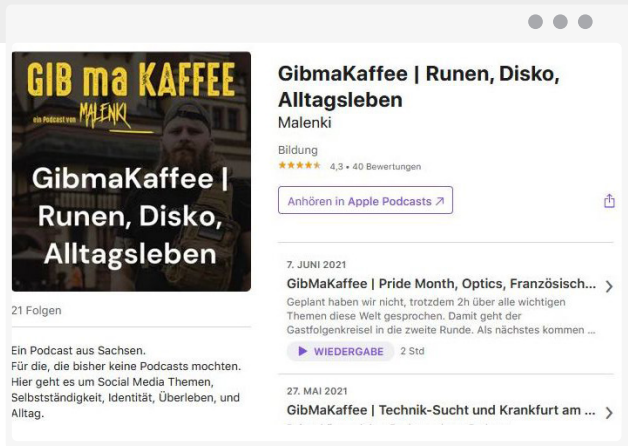 GIB ma KAFFEE
ein Podcast von MALENKI
GibmaKaffee |
Runen, Disko,
Alltagsleben
21 Folgen
Ein Podcast aus Sachsen.
Für die, die bisher keine Podcasts mochten.
Hier geht es um Social Media Themen,
Selbstständigkeit, Identität, Überleben, und
Alltag.
GibmaKaffee | Runen, Disko,
Alltagsleben
Malenki
Bildung
4,3 • 40 Bewertungen
Anhören in Apple Podcasts ↗
7. JUNI 2021
GibMaKaffee | Pride Month, Optics, Französisch...
Geplant haben wir nicht, trotzdem 2h über alle wichtigen
Themen diese Welt gesprochen. Damit geht der
Gastfolgenkreisel in die zweite Runde. Als nächstes kommen ...
WIEDERGABE 2 Std
27. MAI 2021
GibMaKaffee | Technik-Sucht und Krankfurt am ...